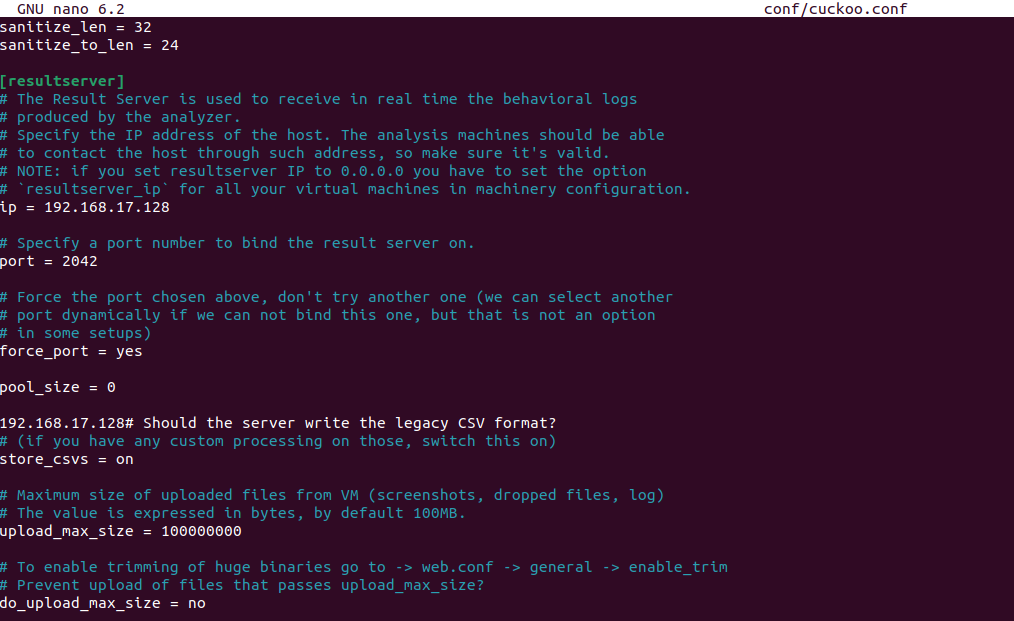 GNU nano 6.2 conf/cuckoo.conf
sanitize_len = 32
sanitize_to_len = 24
[resultserver]
# The Result Server is used to receive in real time the behavioral logs
# produced by the analyzer.
# Specify the IP address of the host. The analysis machines should be able
# to contact the host through such address, so make sure it's valid.
# NOTE: if you set resultserver IP to 0.0.0.0 you have to set the option
# `resultserver_ip` for all your virtual machines in machinery configuration.
ip = 192.168.17.128
# Specify a port number to bind the result server on.
port = 2042
# Force the port chosen above, don't try another one (we can select another
# port dynamically if we can not bind this one, but that is not an option
# in some setups)
force_port = yes
pool_size = 0
192.168.17.128# Should the server write the legacy CSV format?
# (if you have any custom processing on those, switch this on)
store_csvs = on
# Maximum size of uploaded files from VM (screenshots, dropped files, log)
# The value is expressed in bytes, by default 100MB.
upload_max_size = 100000000
# To enable trimming of huge binaries go to -> web.conf -> general -> enable_trim
# Prevent upload of files that passes upload_max_size?
do_upload_max_size = no